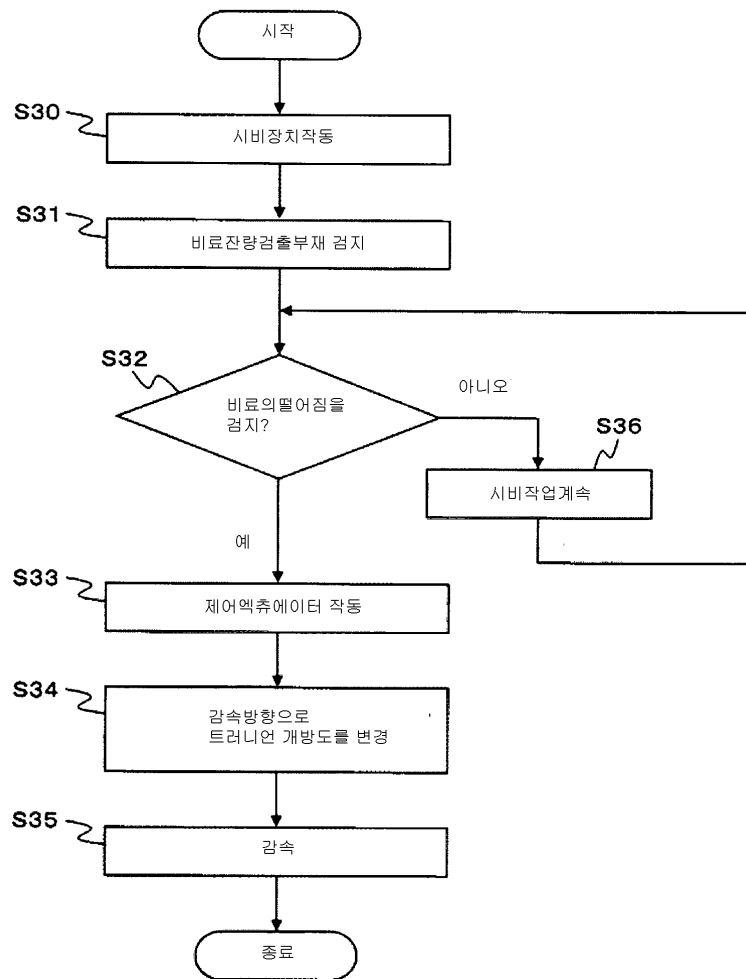 시작
S30
시비장치작동
S31
비료잔량검출부재 검지
S32
비료의떨어짐을
검지?
아니오
S36
시비작업계속
예
S33
제어엑츄에이터 작동
S34
감속방향으로
트러니언 개방도를 변경
S35
감속
종료